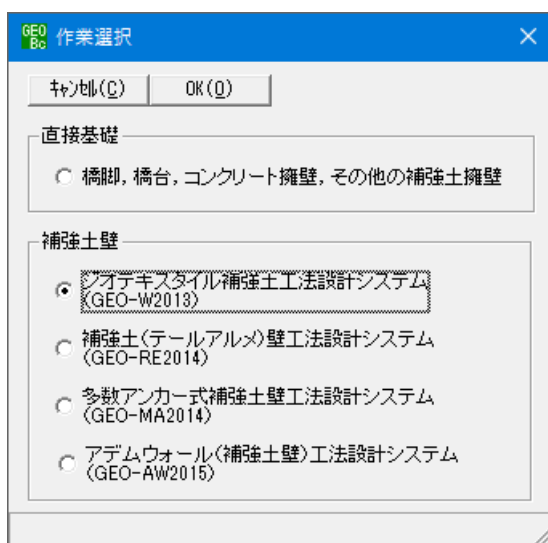 GEO
Bc
作業選択
ｷｬﾝｾﾙ(C)
OK(O)
直接基礎
橋脚，橋台，コンクリート擁壁，その他の補強土擁壁
補強土壁
ジオテキスタイル補強土工法設計システム
(GEO-W2013)
補強土(テールアルメ)壁工法設計システム
(GEO-RE2014)
多数アンカー式補強土壁工法設計システム
(GEO-MA2014)
アデムウォール(補強土壁)工法設計システム
(GEO-AW2015)